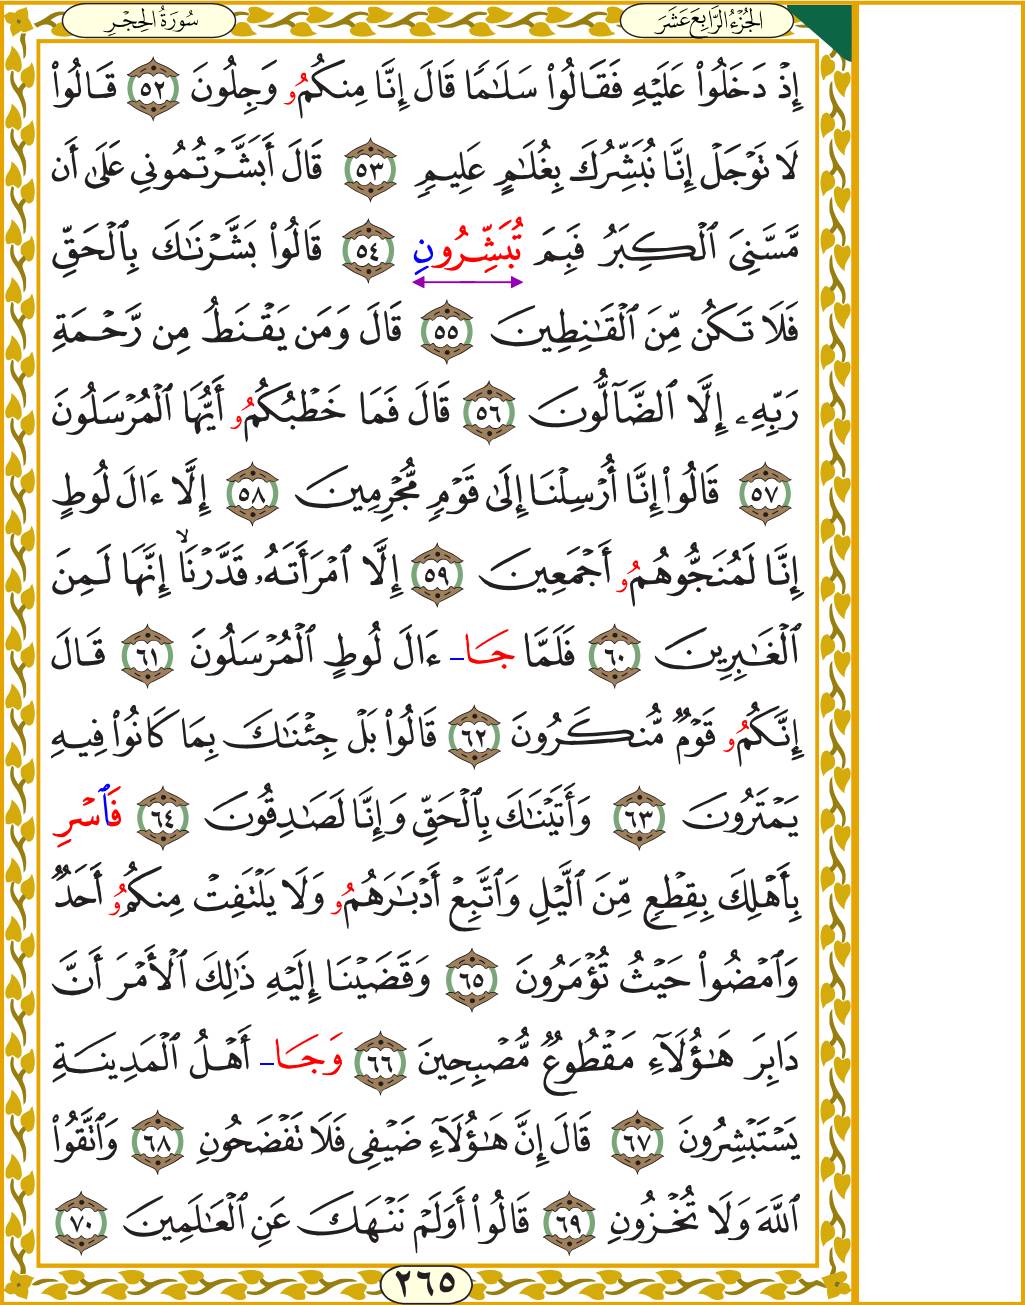 الجُزْءُ الرَّابِعَ عَشَرَ
سُورَةُ الحِجْرِ
إِذْ دَخَلُوا۟ عَلَيْهِ فَقَالُوا۟ سَلَٰمًا قَالَ إِنَّا مِنكُمُۥ وَجِلُونَ ٥٢ قَالُوا۟
لَا تَوْجَلْ إِنَّا نُبَشِّرُكَ بِغُلَٰمٍ عَلِيمٍ ٥٣ قَالَ أَبَشَّرْتُمُونِى عَلَىٰ أَن
مَّسَّنِىَ ٱلْكِبَرُ فَبِمَ تُبَشِّرُونِ ٥٤ قَالُوا۟ بَشَّرْنَٰكَ بِٱلْحَقِّ
فَلَا تَكُن مِّنَ ٱلْقَٰنِطِينَ ٥٥ قَالَ وَمَن يَقْنَطُ مِن رَّحْمَةِ
رَبِّهِۦ إِلَّا ٱلضَّآلُّونَ ٥٦ قَالَ فَمَا خَطْبُكُمُۥ أَيُّهَا ٱلْمُرْسَلُونَ
٥٧ قَالُوا۟ إِنَّا أُرْسِلْنَا إِلَىٰ قَوْمٍ مُّجْرِمِينَ ٥٨ إِلَّا ءَالَ لُوطٍ
إِنَّا لَمُنَجُّوهُمُۥ أَجْمَعِينَ ٥٩ إِلَّا ٱمْرَأَتَهُۥ قَدَّرْنَاۙ إِنَّهَا لَمِنَ
ٱلْغَٰبِرِينَ ٦٠ فَلَمَّا جَا ءَالَ لُوطٍ ٱلْمُرْسَلُونَ ٦١ قَالَ
إِنَّكُمُۥ قَوْمٌ مُّنكَرُونَ ٦٢ قَالُوا۟ بَلْ جِئْنَٰكَ بِمَا كَانُوا۟ فِيهِ
يَمْتَرُونَ ٦٣ وَأَتَيْنَٰكَ بِٱلْحَقِّ وَإِنَّا لَصَٰدِقُونَ ٦٤ فَٱسْرِ
بِأَهْلِكَ بِقِطْعٍ مِّنَ ٱلَّيْلِ وَٱتَّبِعْ أَدْبَٰرَهُمُۥ وَلَا يَلْتَفِتْ مِنكُمُۥ أَحَدٌ
وَٱمْضُوا۟ حَيْثُ تُؤْمَرُونَ ٦٥ وَقَضَيْنَا إِلَيْهِ ذَٰلِكَ ٱلْأَمْرَ أَنَّ
دَابِرَ هَٰٓؤُلَآءِ مَقْطُوعٌ مُّصْبِحِينَ ٦٦ وَجَا أَهْلُ ٱلْمَدِينَةِ
يَسْتَبْشِرُونَ ٦٧ قَالَ إِنَّ هَٰٓؤُلَآءِ ضَيْفِى فَلَا تَفْضَحُونِ ٦٨ وَٱتَّقُوا۟
ٱللَّهَ وَلَا تُخْزُونِ ٦٩ قَالُوا۟ أَوَلَمْ نَنْهَكَ عَنِ ٱلْعَٰلَمِينَ ٧٠
٢٦٥